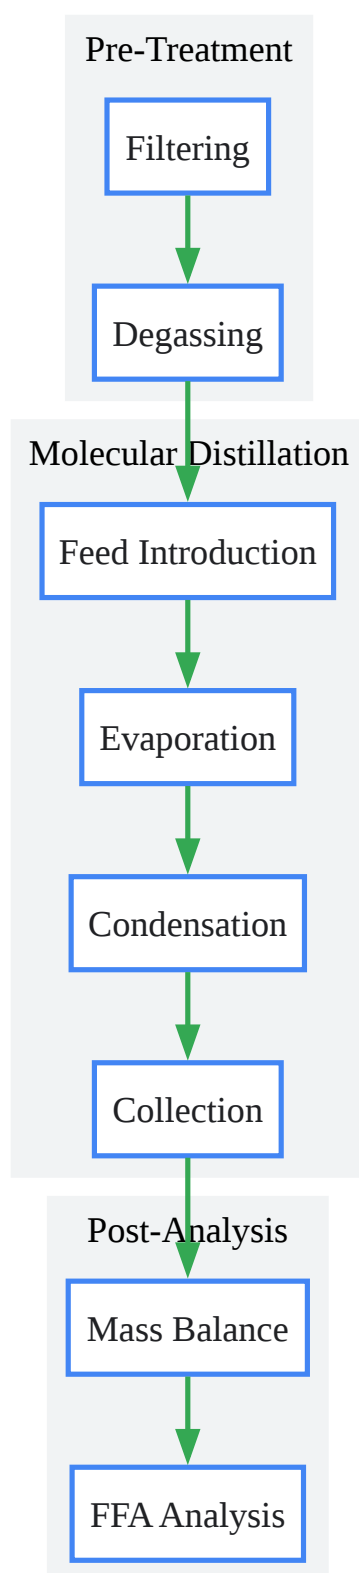 Pre-Treatment
Filtering
Degassing
Molecular Distillation
Feed Introduction
Evaporation
Condensation
Collection
Post-Analysis
Mass Balance
FFA Analysis